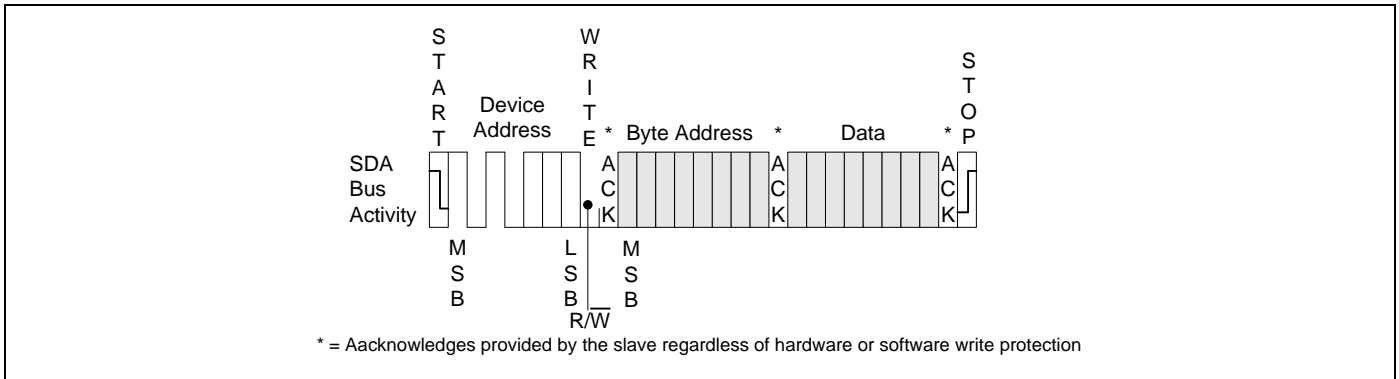 START
WRITE
STOP
Device
Address
* Byte Address * Data *
SDA
Bus
Activity
ACK
ACK
ACK
MSB
LSB
MSB
R/W̅
* = Aacknowledges provided by the slave regardless of hardware or software write protection